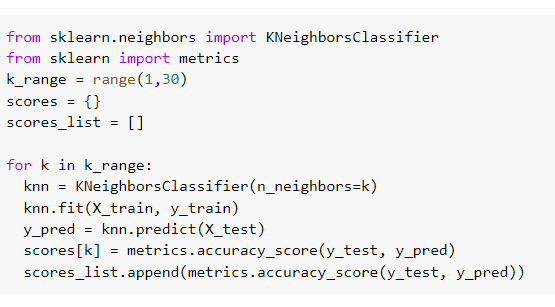 from sklearn.neighbors import KNeighborsClassifier
from sklearn import metrics
k_range = range(1,30)
scores = {}
scores_list = []

for k in k_range:
  knn = KNeighborsClassifier(n_neighbors=k)
  knn.fit(X_train, y_train)
  y_pred = knn.predict(X_test)
  scores[k] = metrics.accuracy_score(y_test, y_pred)
  scores_list.append(metrics.accuracy_score(y_test, y_pred))